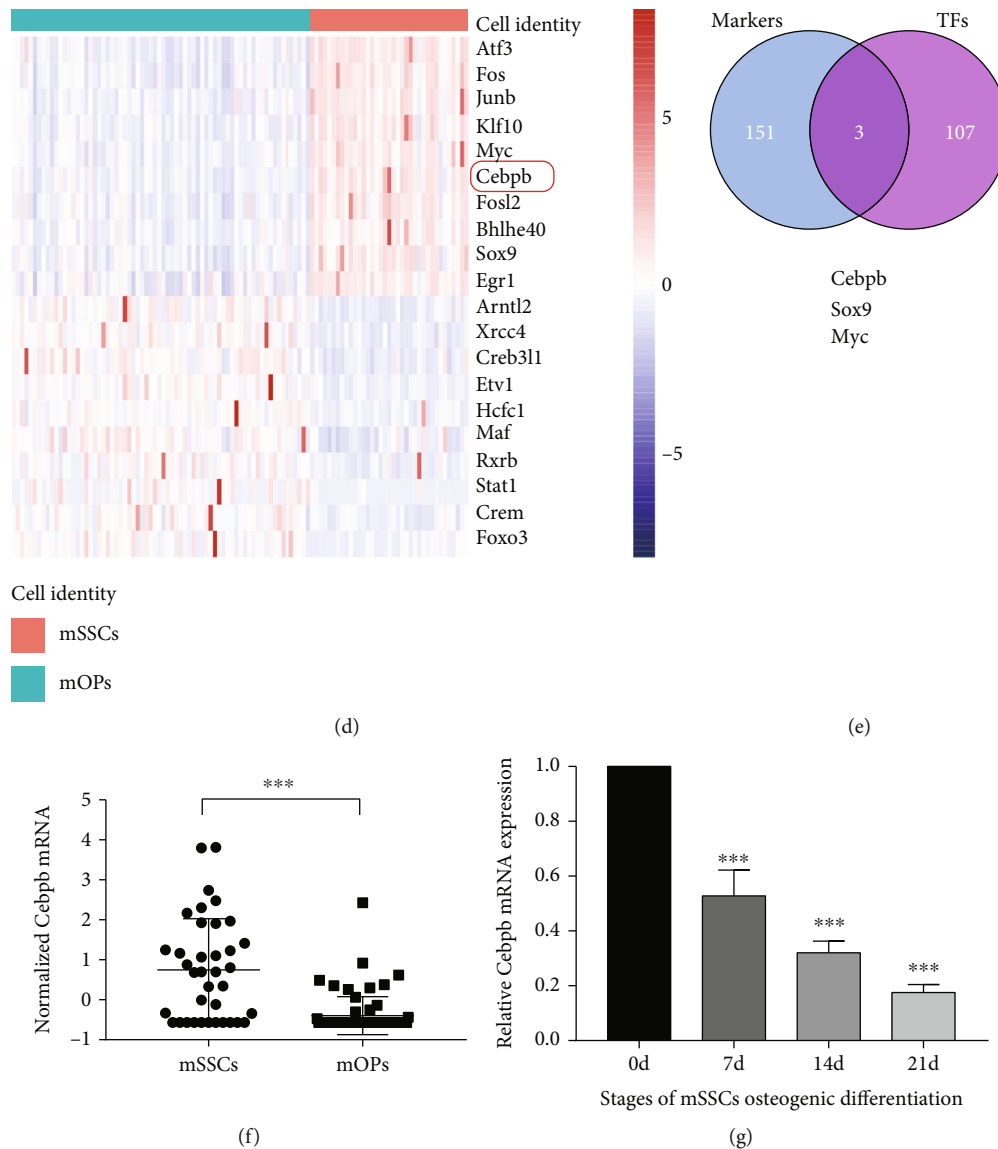 Cell identity
Atf3
Fos
Junb
Klf10
Myc
Cebpb
Fosl2
Bhlhe40
Sox9
Egr1
Arntl2
Xrcc4
Creb3l1
Etv1
Hcfc1
Maf
Rxrb
Stat1
Crem
Foxo3
5
0
−5
Cell identity
mSSCs
mOPs
(d)
Markers TFs
151 3 107
Cebpb
Sox9
Myc
(e)
Normalized Cebpb mRNA
5
4
3
2
1
0
−1
***
mSSCs mOPs
(f)
Relative Cebpb mRNA expression
1.0
0.8
0.6
0.4
0.2
0.0
***
***
***
0d 7d 14d 21d
Stages of mSSCs osteogenic differentiation
(g)